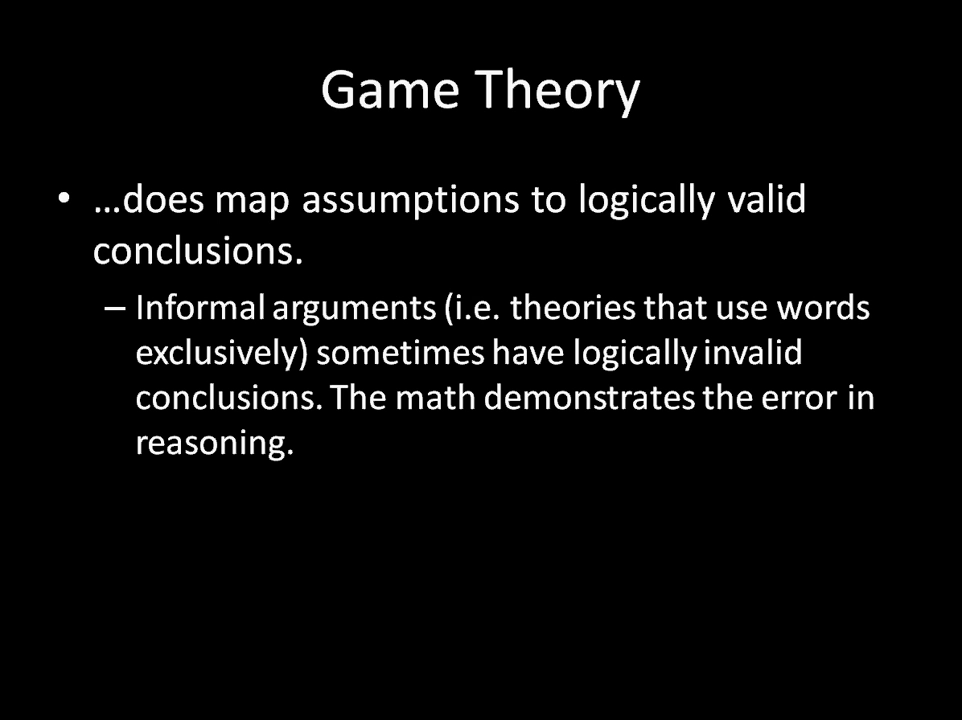 Game Theory
• …does map assumptions to logically valid
conclusions.
– Informal arguments (i.e. theories that use words
exclusively) sometimes have logically invalid
conclusions. The math demonstrates the error in
reasoning.